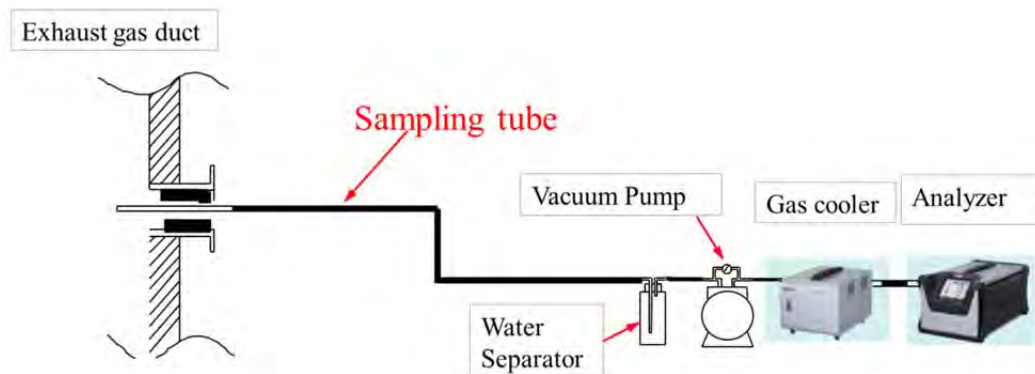 Exhaust gas duct
Sampling tube
Vacuum Pump
Gas cooler
Analyzer
Water
Separator